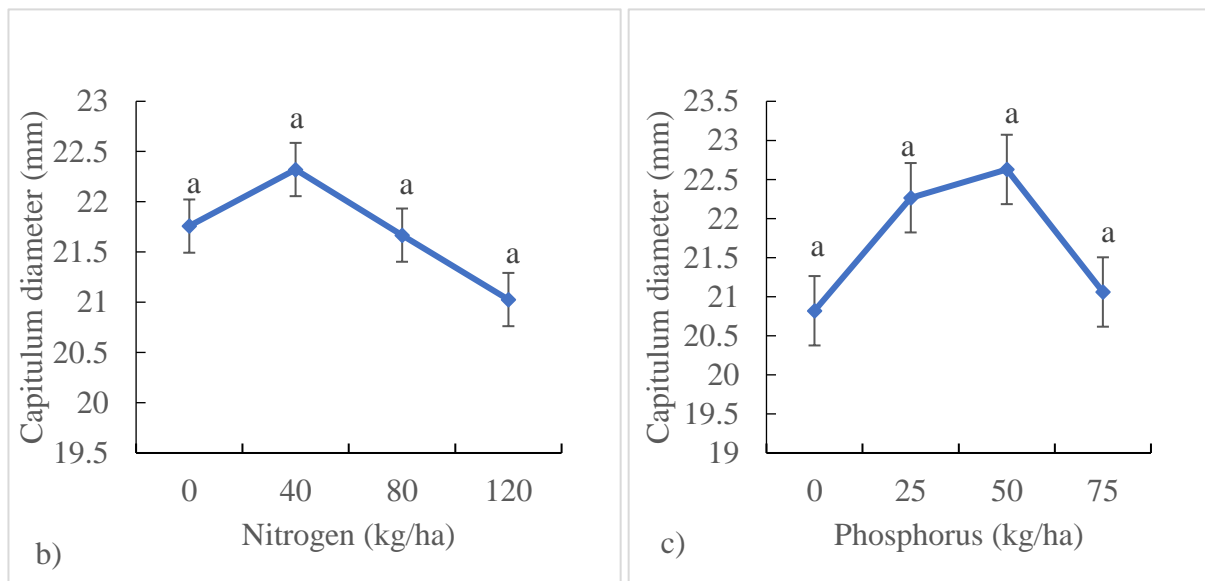 Capitulum diameter (mm)
23
22.5
22
21.5
21
20.5
20
19.5
a
a
a
a
0 40 80 120
Nitrogen (kg/ha)
b)
Capitulum diameter (mm)
23.5
23
22.5
22
21.5
21
20.5
20
19.5
19
a
a
a
a
0 25 50 75
Phosphorus (kg/ha)
c)